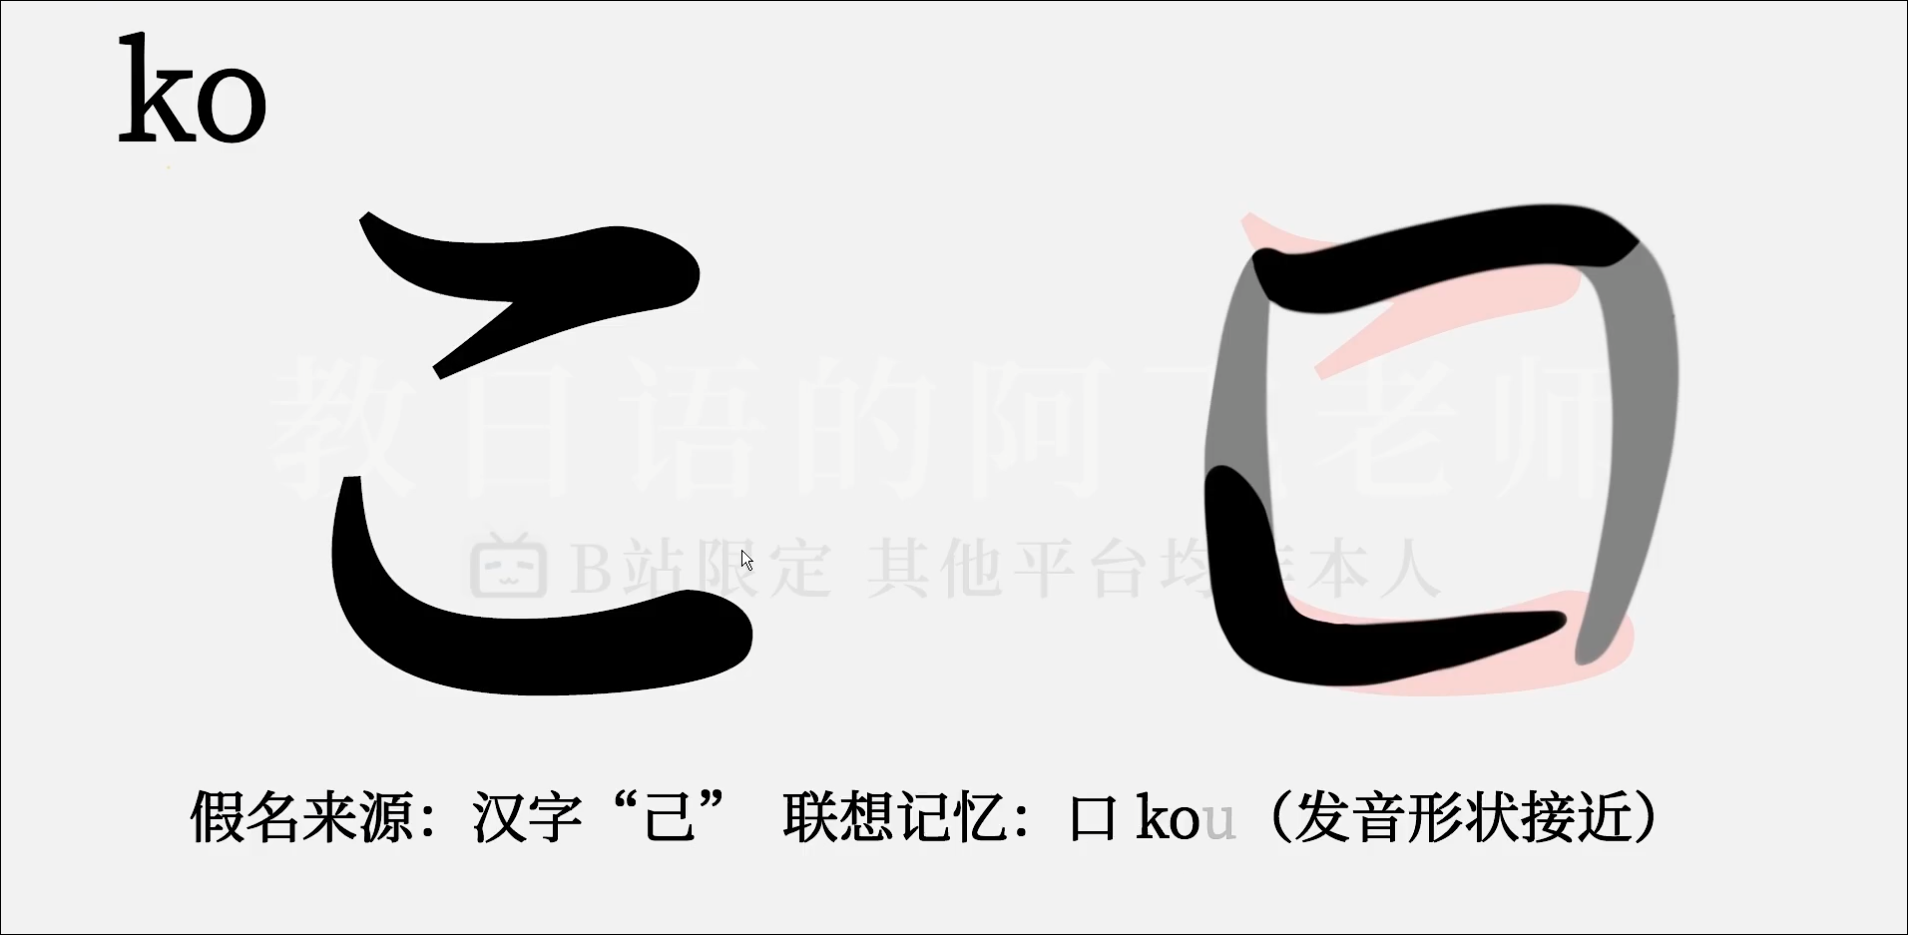 ko
こ 口
教日语的阿 老师
B站限定 其他平台均非本人
假名来源：汉字“己” 联想记忆：口 kou（发音形状接近）